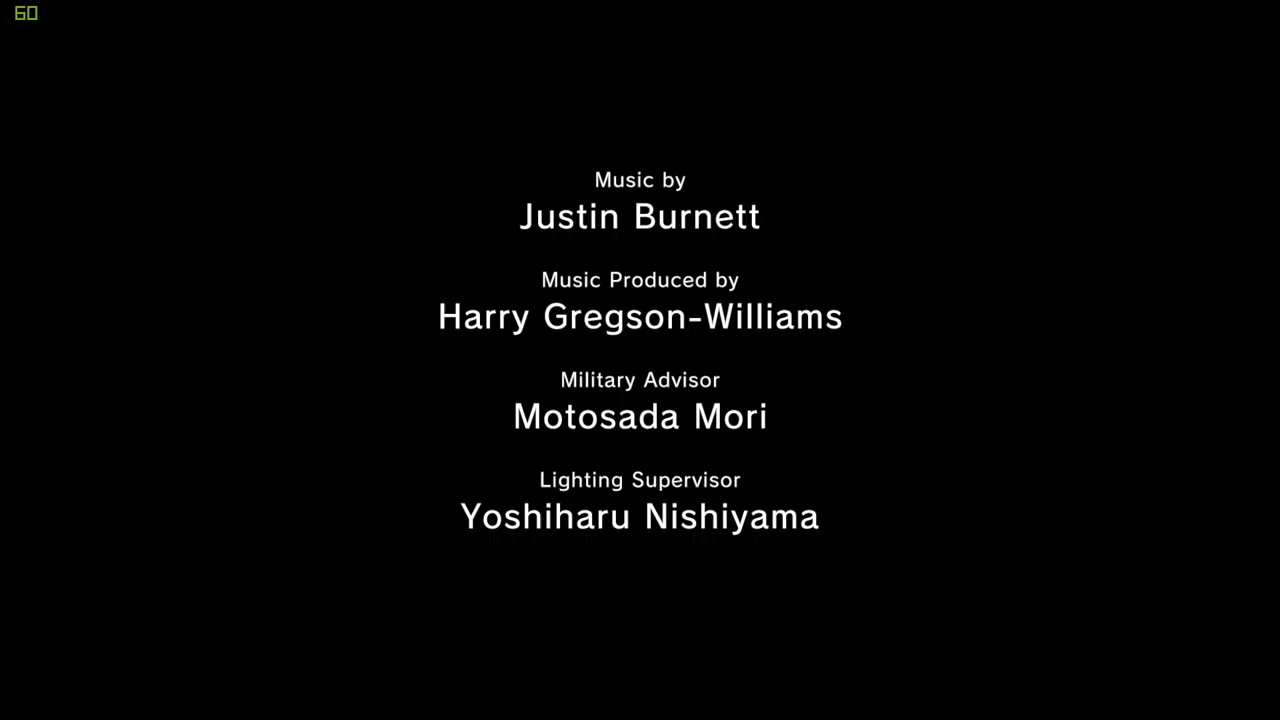 60
Music by
Justin Burnett
Music Produced by
Harry Gregson-Williams
Military Advisor
Motosada Mori
Lighting Supervisor
Yoshiharu Nishiyama